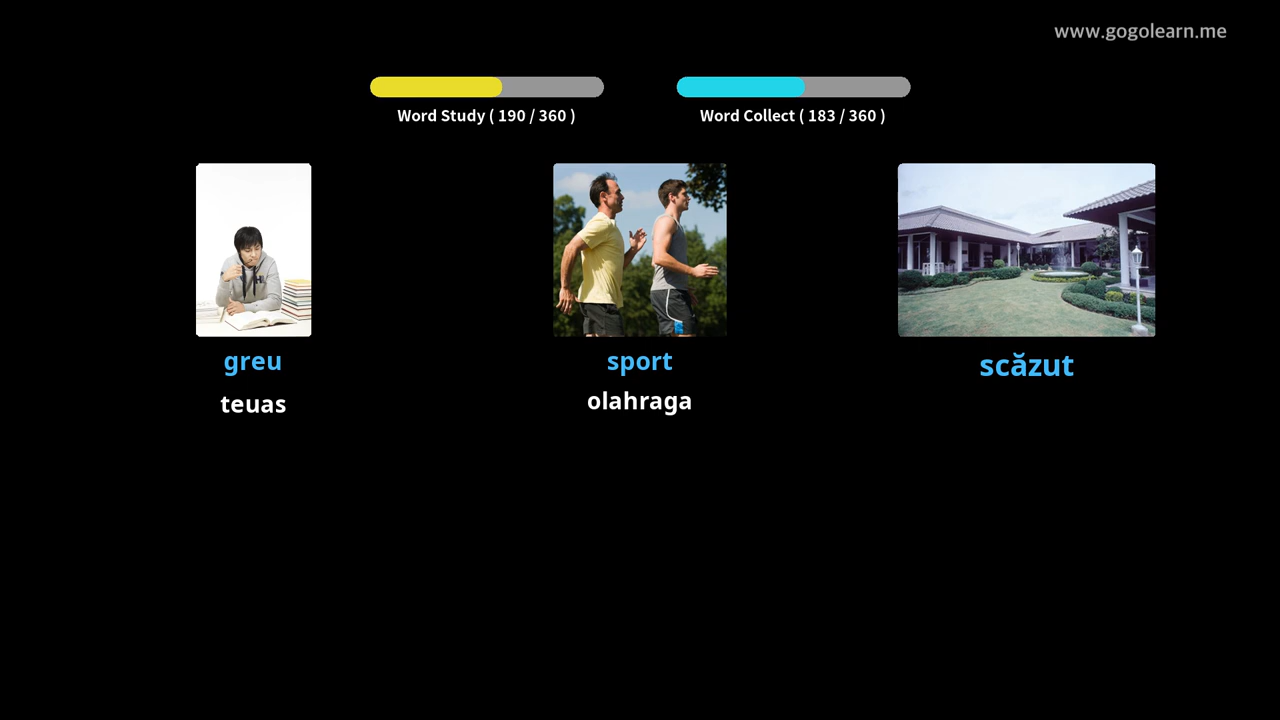 www.gogolearn.me
Word Study ( 190 / 360 )
Word Collect ( 183 / 360 )
greu
sport
scăzut
teuas
olahraga